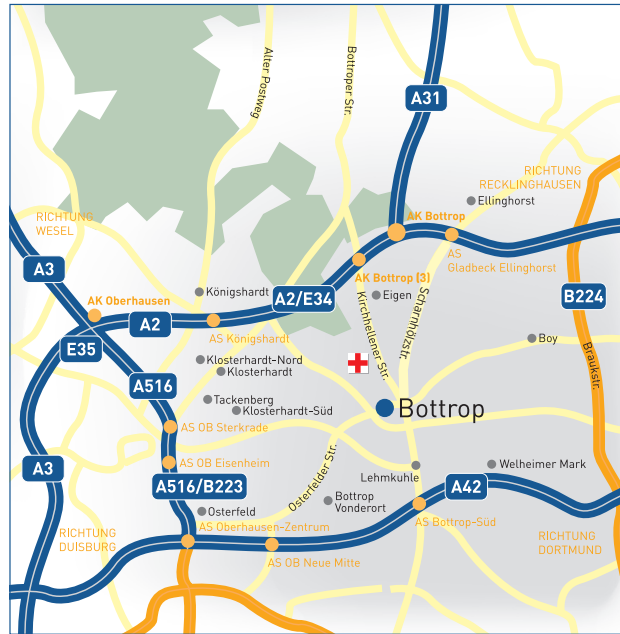 Alter Postweg
Bottroper Str.
A31
RICHTUNG
RECKLINGHAUSEN
Ellinghorst
RICHTUNG
WESEL
AK Bottrop
AS
Gladbeck Ellinghorst
A3
AK Bottrop (3)
Königshardt
A2/E34
Eigen
B224
AK Oberhausen
A2
AS Königshardt
Kirchhellener Str.
Scharnhölzstr.
E35
Boy
Braukstr.
Klosterhardt-Nord
Klosterhardt
A516
Tackenberg
Klosterhardt-Süd
Bottrop
AS OB Sterkrade
AS OB Eisenheim
A3
Osterfelder Str.
Lehmkuhle
Welheimer Mark
A516/B223
A42
Bottrop
Vonderort
Osterfeld
AS Oberhausen-Zentrum
AS Bottrop-Süd
RICHTUNG
DUISBURG
RICHTUNG
DORTMUND
AS OB Neue Mitte